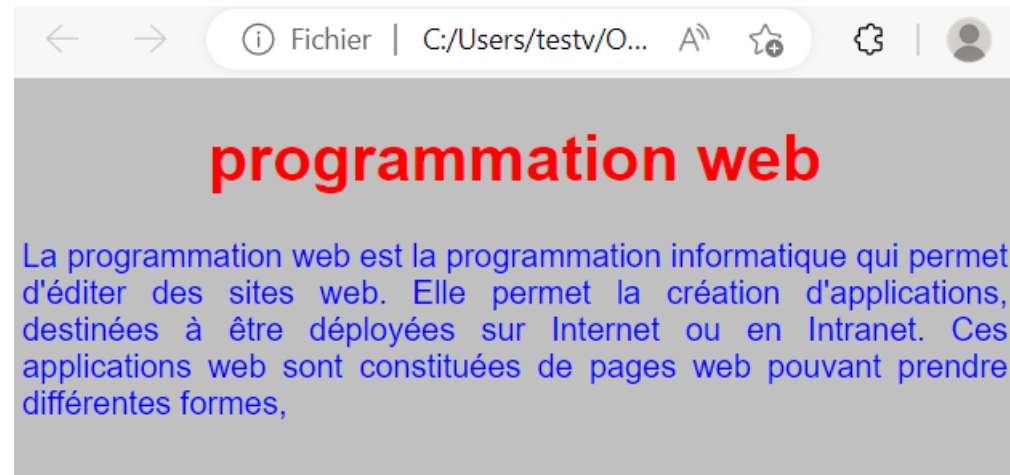 Fichier | C:/Users/testv/O...
programmation web
La programmation web est la programmation informatique qui permet
d'éditer des sites web. Elle permet la création d'applications,
destinées à être déployées sur Internet ou en Intranet. Ces
applications web sont constituées de pages web pouvant prendre
différentes formes,